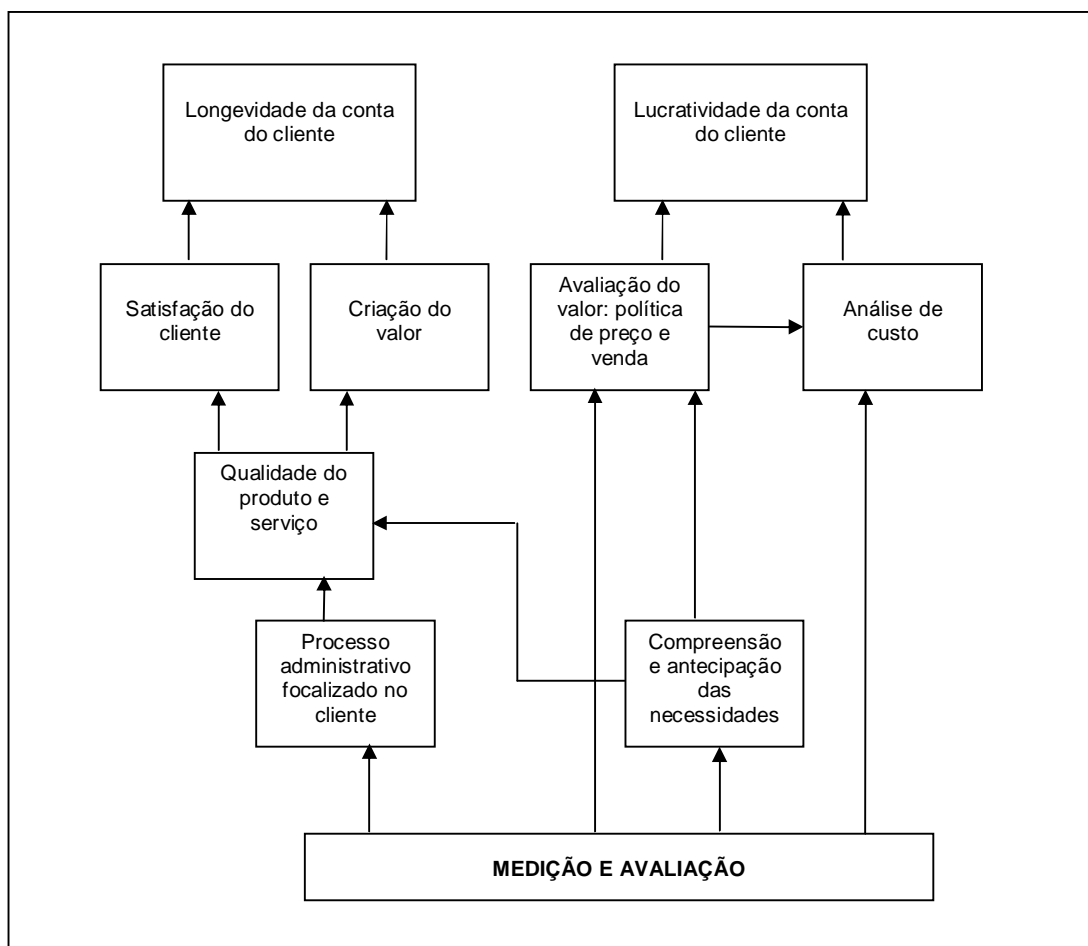 Longevidade da conta
do cliente
Lucratividade da conta
do cliente
Satisfação do
cliente
Criação do
valor
Avaliação do
valor: política
de preço e
venda
Análise de
custo
Qualidade do
produto e
serviço
Processo
administrativo
focalizado no
cliente
Compreensão
e antecipação
das
necessidades
MEDIÇÃO E AVALIAÇÃO